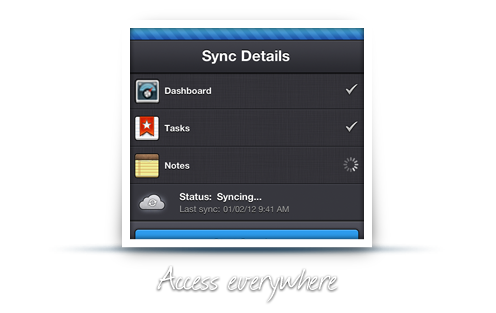 Sync Details
Dashboard
Tasks
Notes
Status: Syncing...
Last sync: 01/02/12 9:41 AM
Access everywhere